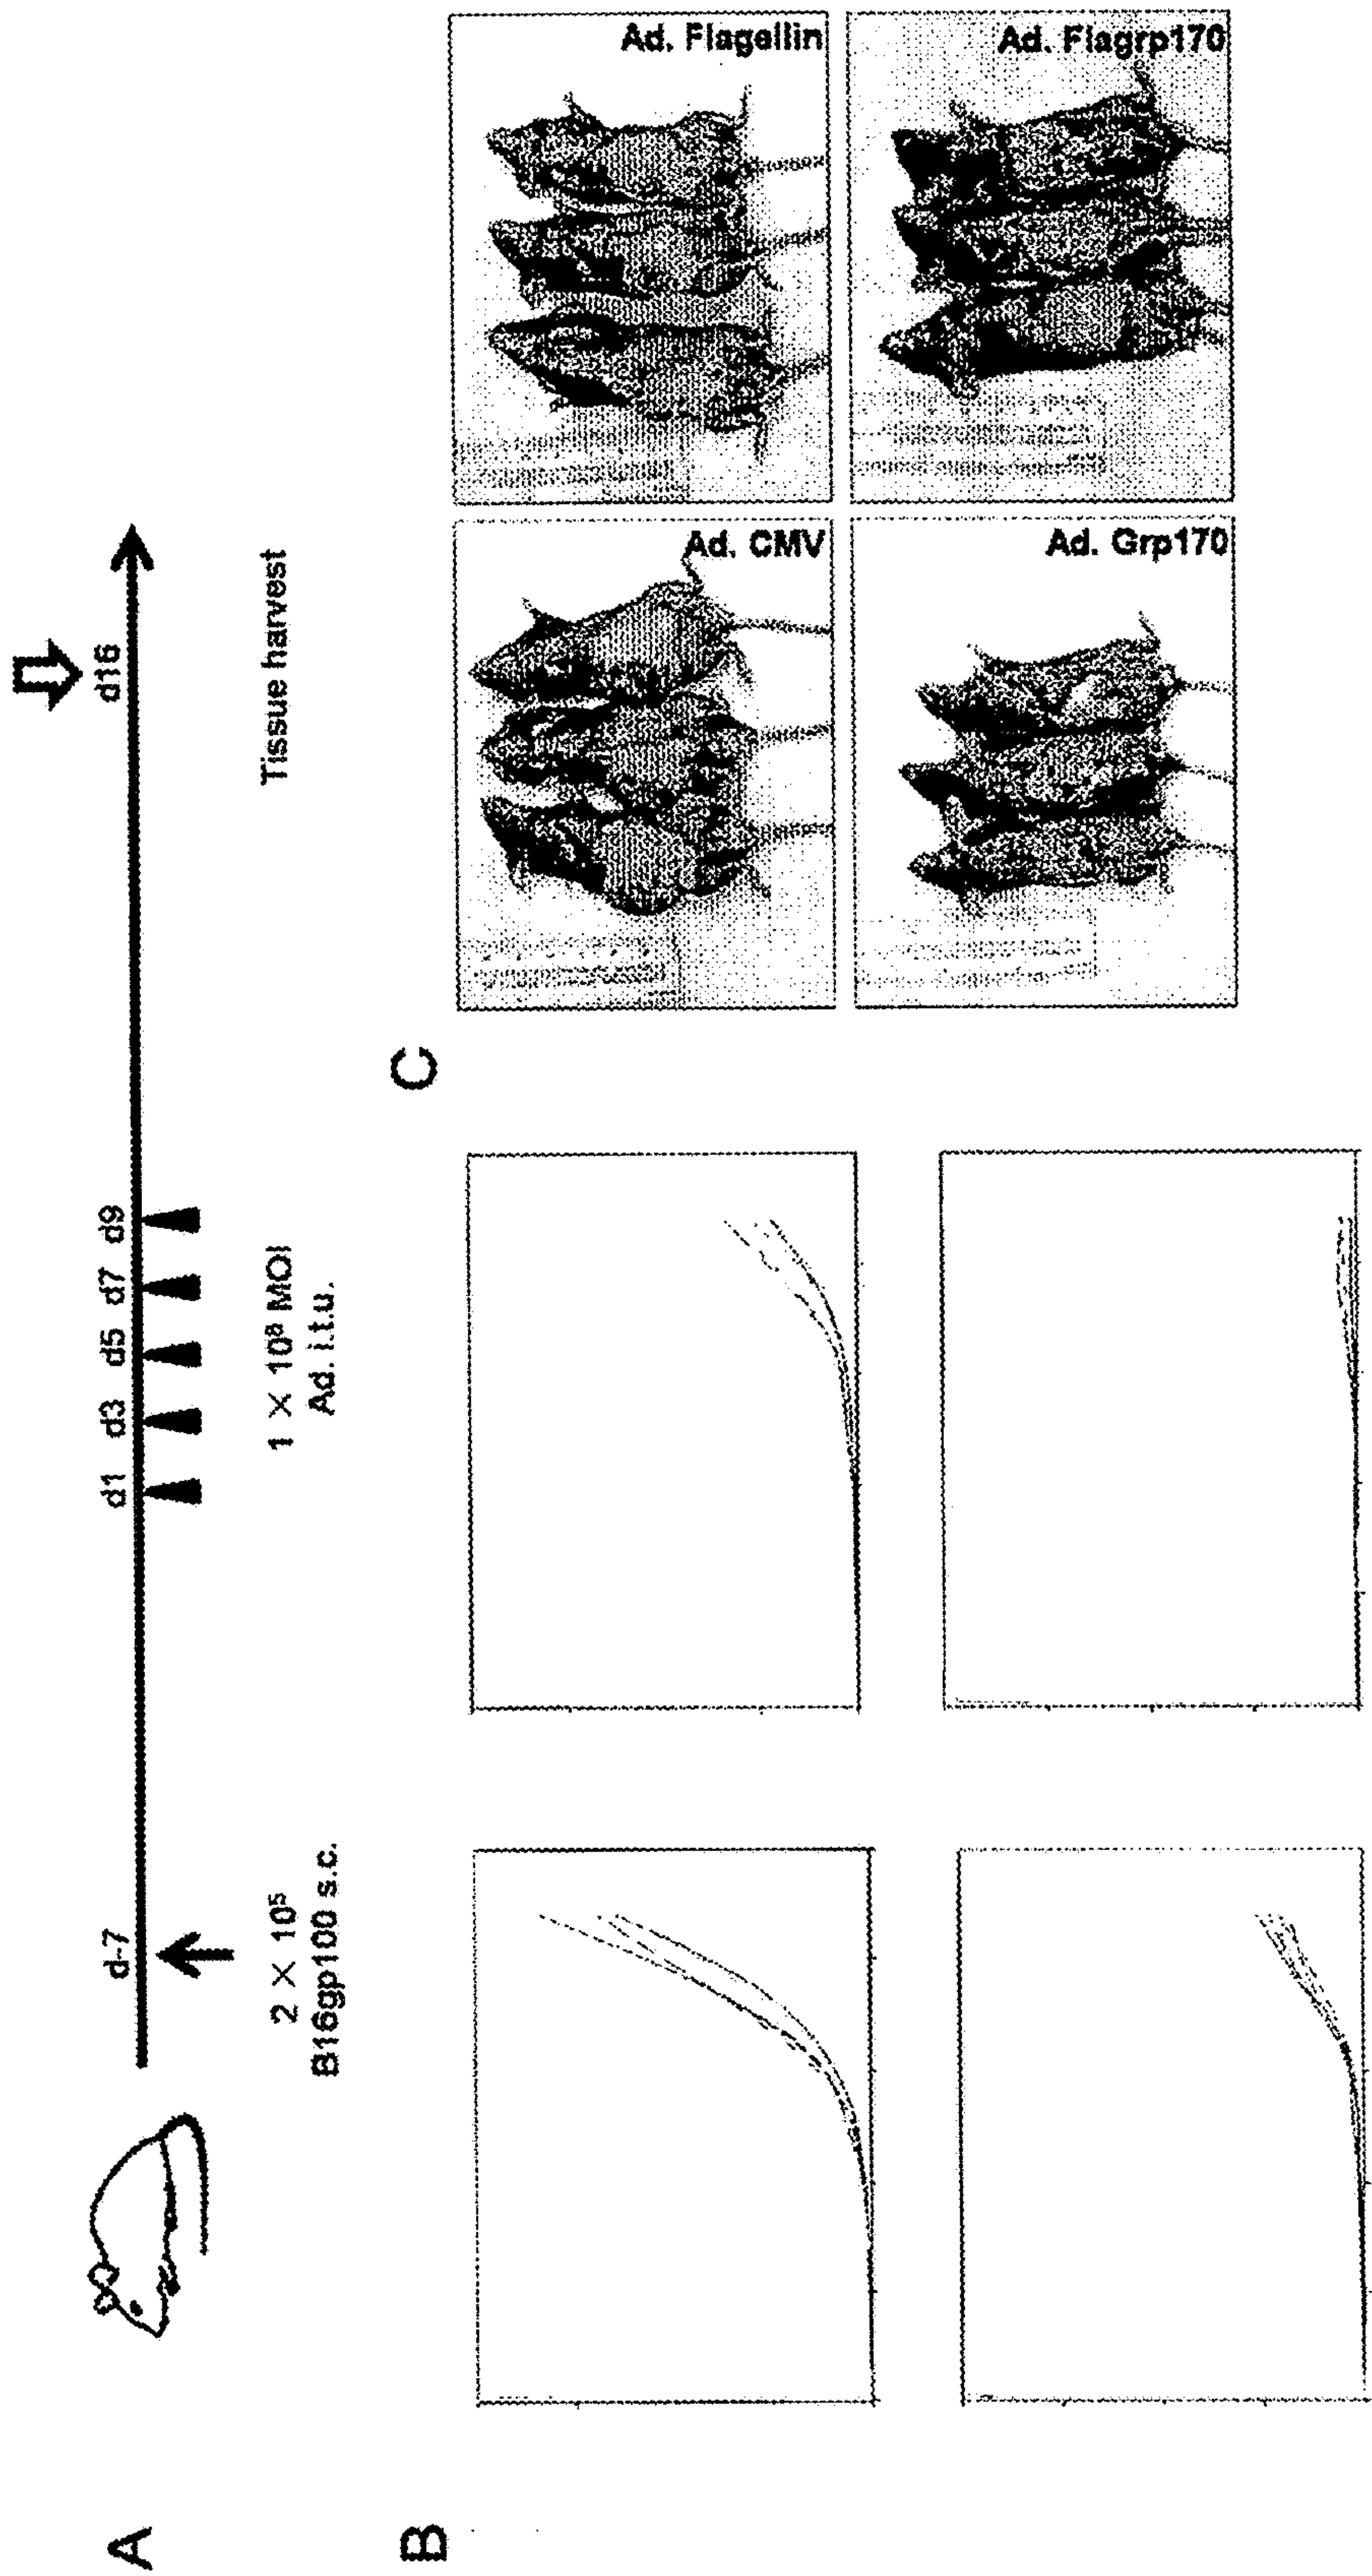 A
d-7
d1
d3
d5
d7
d9
d16
2 × 10⁵
B16gp100 s.c.
1 × 10⁸ MOI
Ad. i.t.u.
Tissue harvest
B
C
Ad. CMV
Ad. Flagellin
Ad. Grp170
Ad. Flagrp170